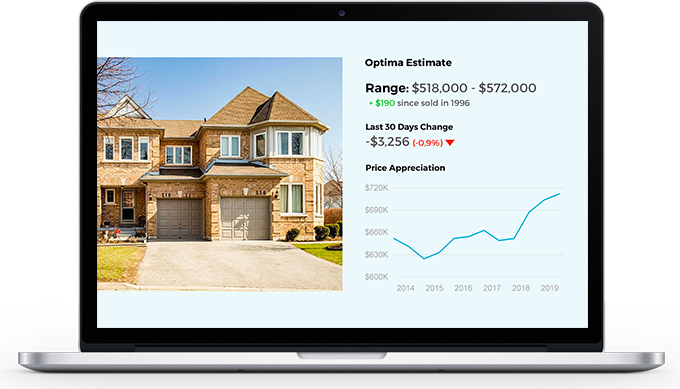 Optima Estimate
Range: $518,000 - $572,000
+ $190 since sold in 1996
Last 30 Days Change
-$3,256 (-0,9%)
Price Appreciation
$720K
$690K
$660K
$630K
$600K
2014 2015 2016 2017 2018 2019